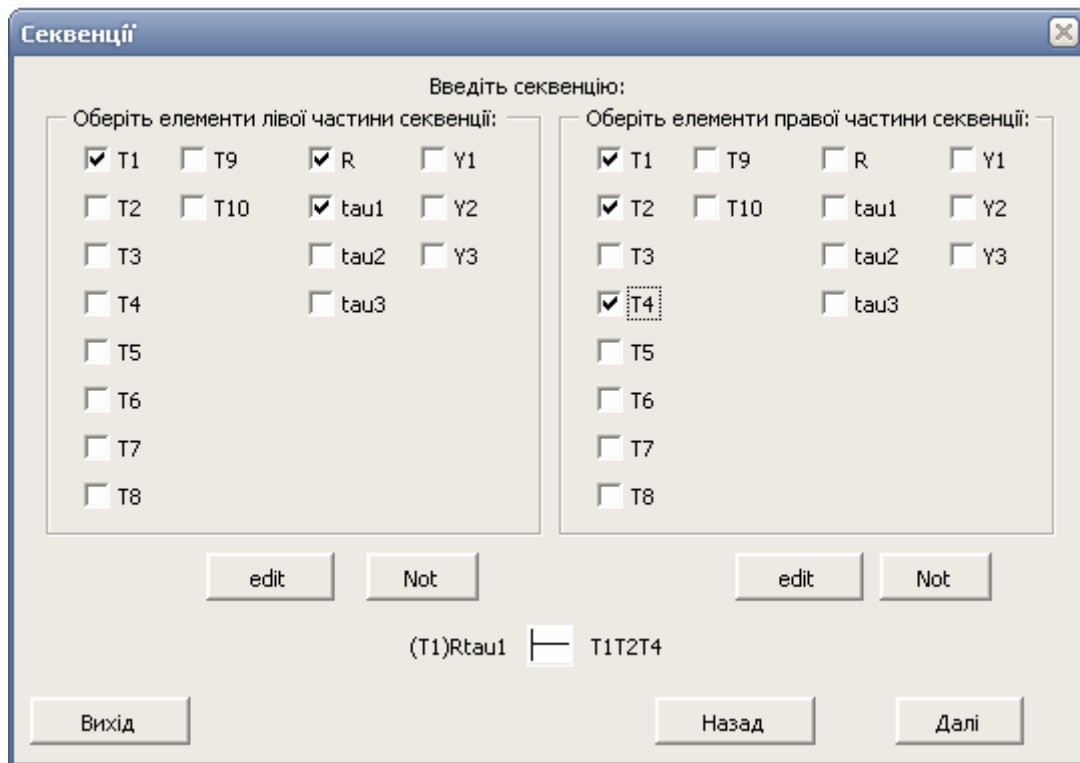 Секвенції
Введіть секвенцію:
Оберіть елементи лівої частини секвенції: Оберіть елементи правої частини секвенції:
T1 T9 R Y1 T1 T9 R Y1
T2 T10 tau1 Y2 T2 T10 tau1 Y2
T3 tau2 Y3 T3 tau2 Y3
T4 tau3 T4 tau3
T5 T5
T6 T6
T7 T7
T8 T8
edit Not edit Not
(T1)Rtau1 T1T2T4
Вихід Назад Далі